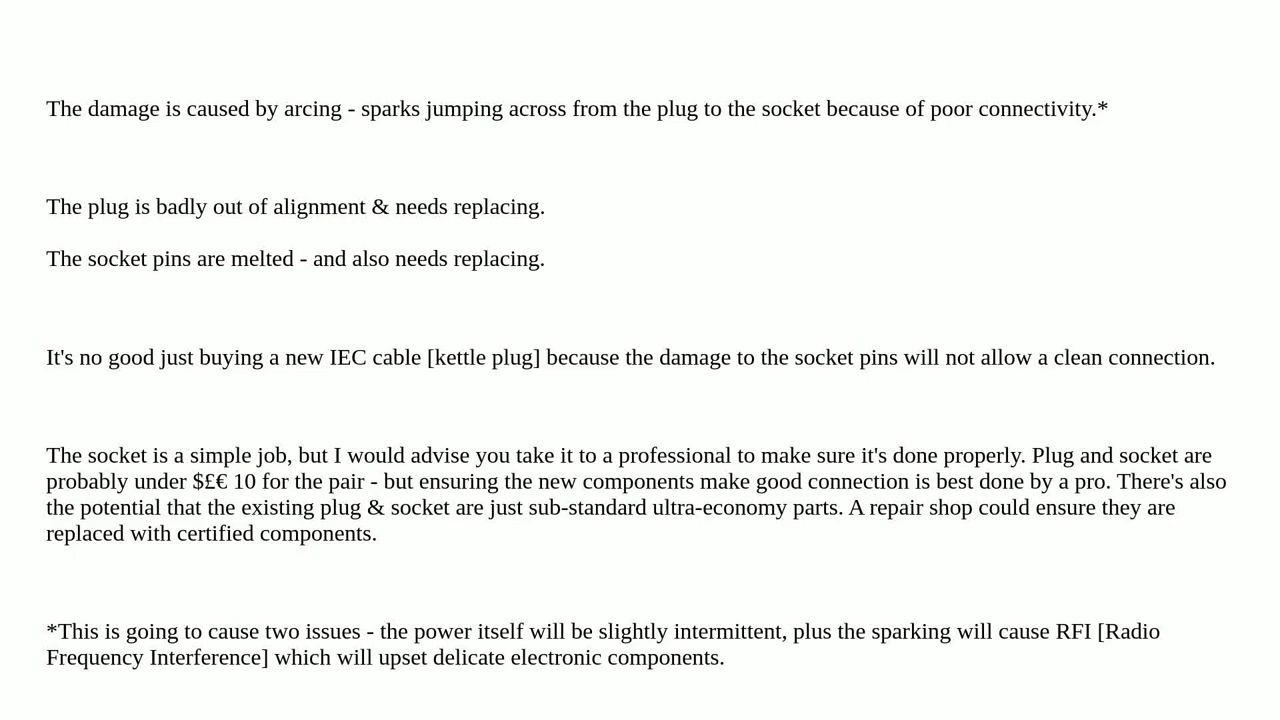 The damage is caused by arcing - sparks jumping across from the plug to the socket because of poor connectivity.*
The plug is badly out of alignment & needs replacing.
The socket pins are melted - and also needs replacing.
It's no good just buying a new IEC cable [kettle plug] because the damage to the socket pins will not allow a clean connection.
The socket is a simple job, but I would advise you take it to a professional to make sure it's done properly. Plug and socket are
probably under $£€ 10 for the pair - but ensuring the new components make good connection is best done by a pro. There's also
the potential that the existing plug & socket are just sub-standard ultra-economy parts. A repair shop could ensure they are
replaced with certified components.
*This is going to cause two issues - the power itself will be slightly intermittent, plus the sparking will cause RFI [Radio
Frequency Interference] which will upset delicate electronic components.